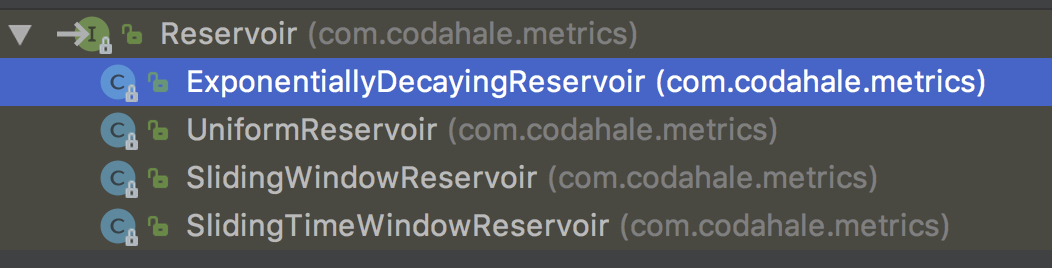 Reservoir (com.codahale.metrics)
ExponentiallyDecayingReservoir (com.codahale.metrics)
UniformReservoir (com.codahale.metrics)
SlidingWindowReservoir (com.codahale.metrics)
SlidingTimeWindowReservoir (com.codahale.metrics)